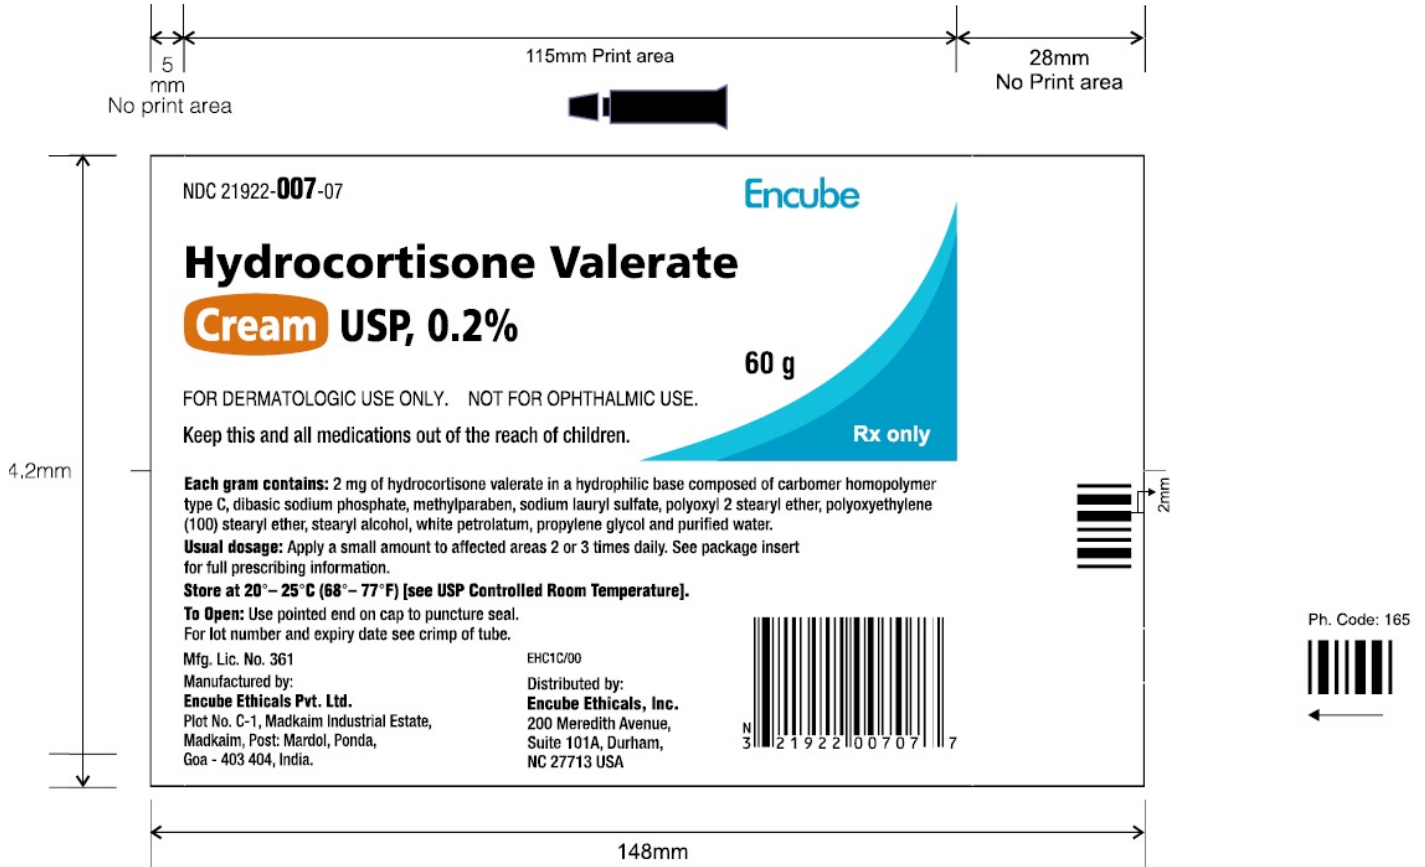 115mm Print area
5
mm
No print area
28mm
No Print area
NDC 21922-007-07
Encube
Hydrocortisone Valerate
Cream USP, 0.2%
60 g
FOR DERMATOLOGIC USE ONLY. NOT FOR OPHTHALMIC USE.
Keep this and all medications out of the reach of children.
Rx only
4.2mm
Each gram contains: 2 mg of hydrocortisone valerate in a hydrophilic base composed of carbomer homopolymer
type C, dibasic sodium phosphate, methylparaben, sodium lauryl sulfate, polyoxyl 2 stearyl ether, polyoxyethylene
(100) stearyl ether, stearyl alcohol, white petrolatum, propylene glycol and purified water.
Usual dosage: Apply a small amount to affected areas 2 or 3 times daily. See package insert
for full prescribing information.
Store at 20°– 25°C (68°– 77°F) [see USP Controlled Room Temperature].
To Open: Use pointed end on cap to puncture seal.
For lot number and expiry date see crimp of tube.
Mfg. Lic. No. 361
Manufactured by:
Encube Ethicals Pvt. Ltd.
Plot No. C-1, Madkaim Industrial Estate,
Madkaim, Post: Mardol, Ponda,
Goa - 403 404, India.
EHC1C/00
Distributed by:
Encube Ethicals, Inc.
200 Meredith Avenue,
Suite 101A, Durham,
NC 27713 USA
N
3 21922 00707 7
2mm
Ph. Code: 165
148mm